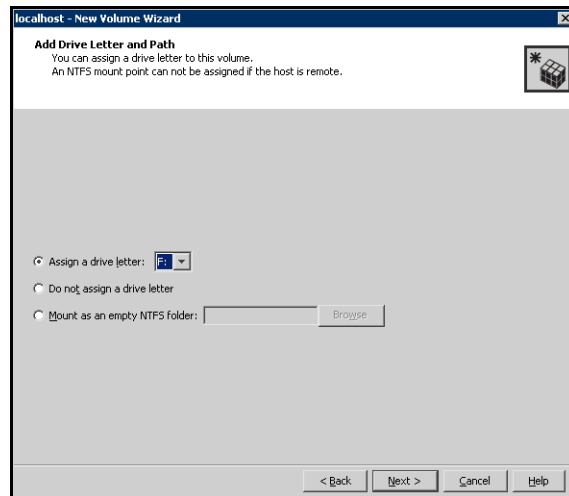 localhost - New Volume Wizard
Add Drive Letter and Path
You can assign a drive letter to this volume.
An NTFS mount point can not be assigned if the host is remote.
Assign a drive letter: F:
Do not assign a drive letter
Mount as an empty NTFS folder: Browse
< Back Next > Cancel Help